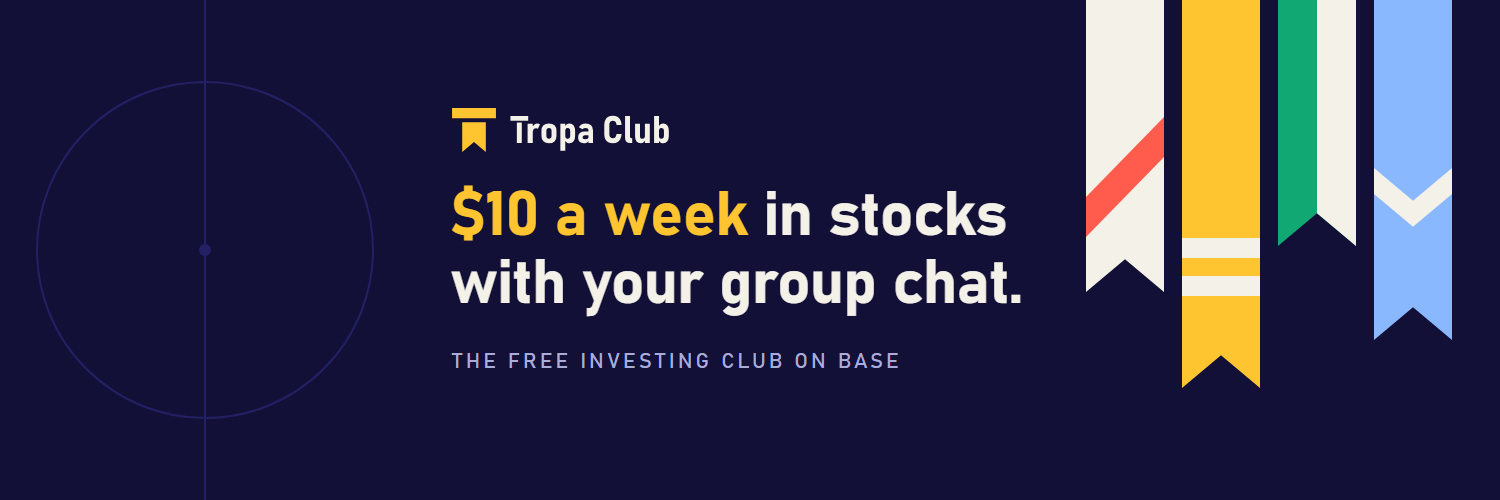 Tropa Club
$10 a week in stocks
with your group chat.
THE FREE INVESTING CLUB ON BASE